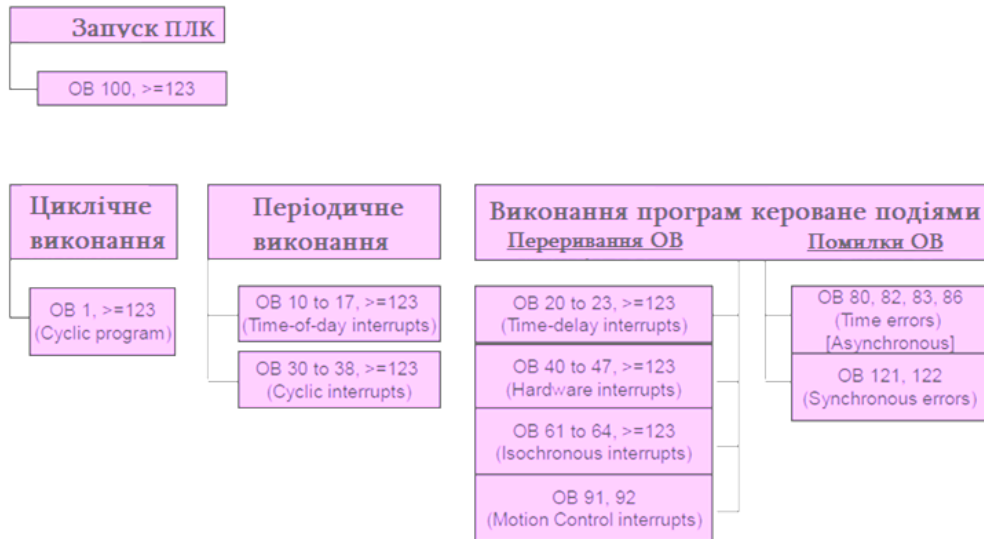 Запуск ПЛК
OB 100, >=123
Циклічне
виконання
OB 1, >=123
(Cyclic program)
Періодичне
виконання
OB 10 to 17, >=123
(Time-of-day interrupts)
OB 30 to 38, >=123
(Cyclic interrupts)
Виконання програм кероване подіями
Переривання ОВ
Помилки ОВ
OB 20 to 23, >=123
(Time-delay interrupts)
OB 40 to 47, >=123
(Hardware interrupts)
OB 61 to 64, >=123
(Isochronous interrupts)
OB 91, 92
(Motion Control interrupts)
OB 80, 82, 83, 86
(Time errors)
[Asynchronous]
OB 121, 122
(Synchronous errors)